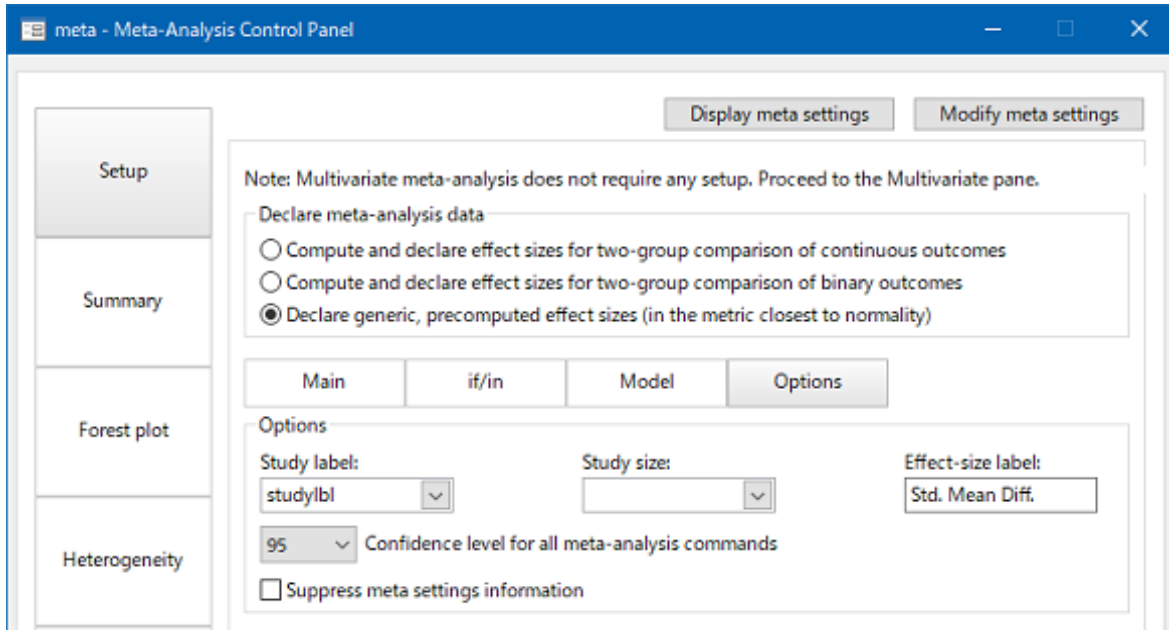 meta - Meta-Analysis Control Panel
Display meta settings
Modify meta settings
Setup
Note: Multivariate meta-analysis does not require any setup. Proceed to the Multivariate pane.
Declare meta-analysis data
Compute and declare effect sizes for two-group comparison of continuous outcomes
Compute and declare effect sizes for two-group comparison of binary outcomes
Declare generic, precomputed effect sizes (in the metric closest to normality)
Summary
Main if/in Model Options
Forest plot
Options
Study label: Study size: Effect-size label:
studylbl Std. Mean Diff.
95 Confidence level for all meta-analysis commands
Heterogeneity
Suppress meta settings information